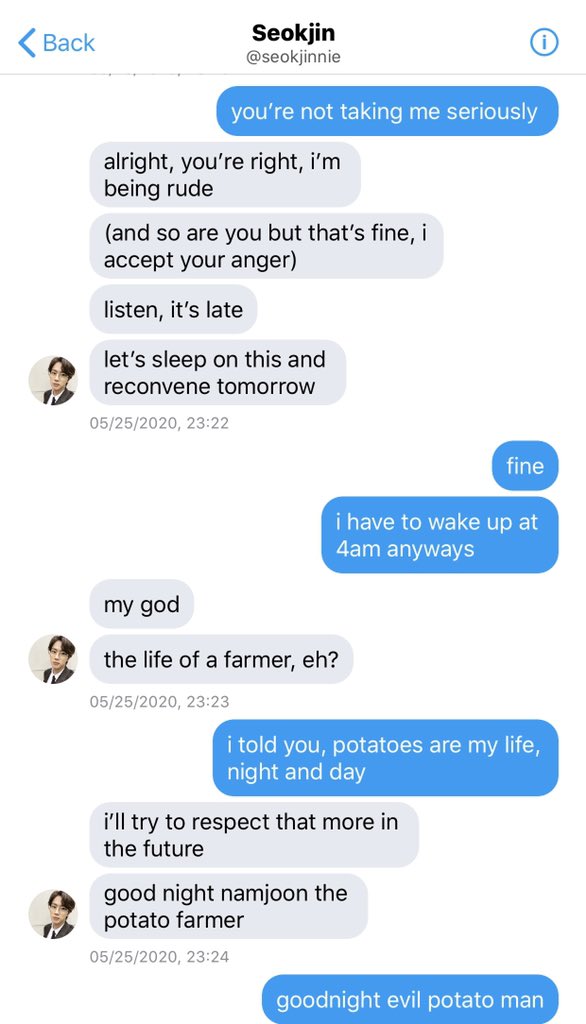 Back
Seokjin
@seokjinnie
you’re not taking me seriously
alright, you’re right, i’m
being rude
(and so are you but that’s fine, i
accept your anger)
listen, it’s late
let’s sleep on this and
reconvene tomorrow
05/25/2020, 23:22
fine
i have to wake up at
4am anyways
my god
the life of a farmer, eh?
05/25/2020, 23:23
i told you, potatoes are my life,
night and day
i’ll try to respect that more in
the future
good night namjoon the
potato farmer
05/25/2020, 23:24
goodnight evil potato man